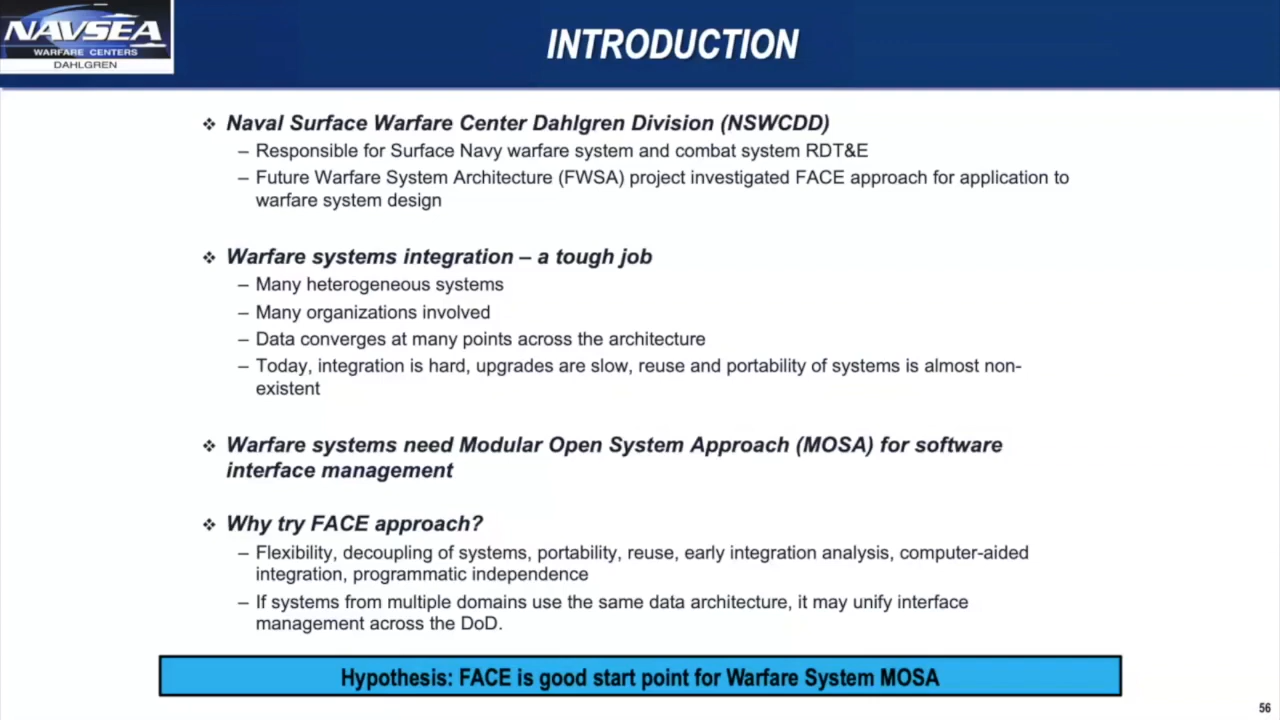 NAVSEA
WARFARE CENTERS
DAHLGREN
INTRODUCTION
❖ Naval Surface Warfare Center Dahlgren Division (NSWCDD)
– Responsible for Surface Navy warfare system and combat system RDT&E
– Future Warfare System Architecture (FWSA) project investigated FACE approach for application to
warfare system design
❖ Warfare systems integration – a tough job
– Many heterogeneous systems
– Many organizations involved
– Data converges at many points across the architecture
– Today, integration is hard, upgrades are slow, reuse and portability of systems is almost non-
existent
❖ Warfare systems need Modular Open System Approach (MOSA) for software
interface management
❖ Why try FACE approach?
– Flexibility, decoupling of systems, portability, reuse, early integration analysis, computer-aided
integration, programmatic independence
– If systems from multiple domains use the same data architecture, it may unify interface
management across the DoD.
Hypothesis: FACE is good start point for Warfare System MOSA
56